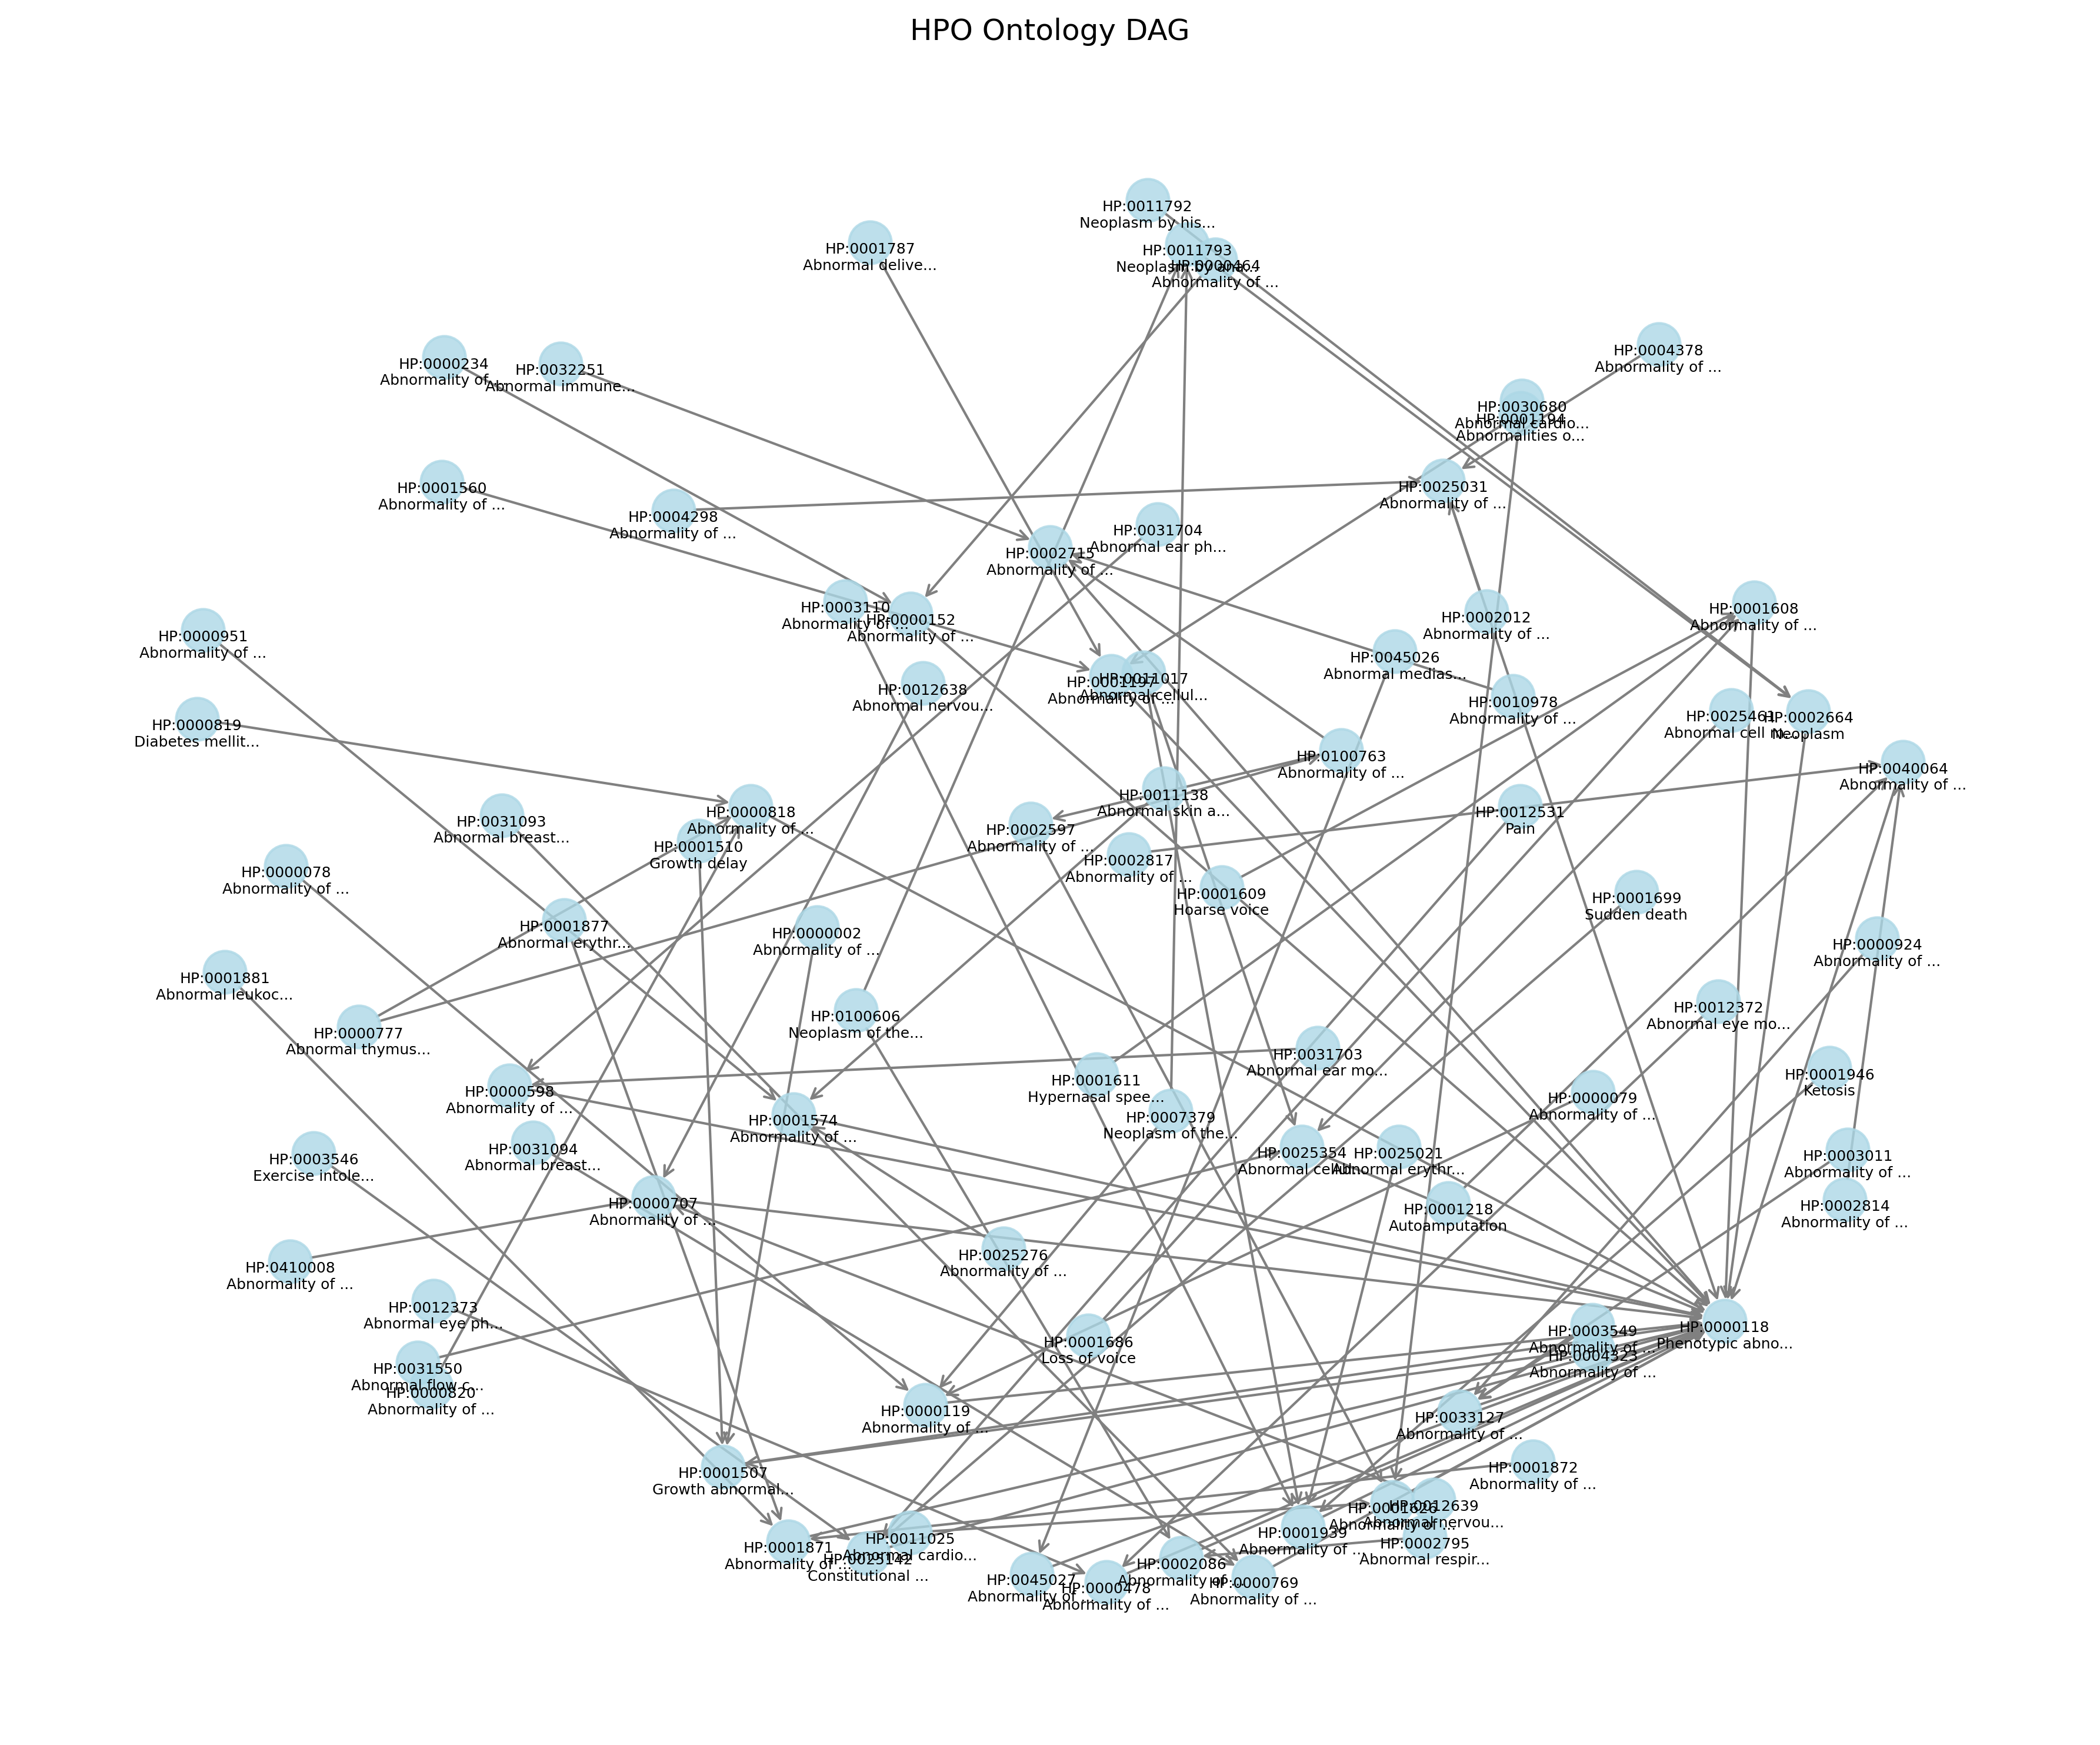 HPO Ontology DAG
HP:0011792
Neoplasm by his...
HP:0001787
Abnormal delive...
HP:0011793
Neoplasm by ana...
HP:0000464
Abnormality of ...
HP:0004378
Abnormality of ...
HP:0000234
Abnormality of ...
HP:0032251
Abnormal immune...
HP:0030680
Abnormal cardio...
HP:0001194
Abnormalities o...
HP:0001560
Abnormality of ...
HP:0025031
Abnormality of ...
HP:0004298
Abnormality of ...
HP:0031704
Abnormal ear ph...
HP:0002715
Abnormality of ...
HP:0003110
Abnormality of ...
HP:0000152
Abnormality of ...
HP:0002012
Abnormality of ...
HP:0001608
Abnormality of ...
HP:0000951
Abnormality of ...
HP:0045026
Abnormal medias...
HP:0001197
Abnormality of ...
HP:0011017
Abnormal cellul...
HP:0012638
Abnormal nervou...
HP:0010978
Abnormality of ...
HP:0025461
Abnormal cell m...
HP:0002664
Neoplasm
HP:0000819
Diabetes mellit...
HP:0100763
Abnormality of ...
HP:0040064
Abnormality of ...
HP:0011138
Abnormal skin a...
HP:0000818
Abnormality of ...
HP:0012531
Pain
HP:0031093
Abnormal breast...
HP:0002597
Abnormality of ...
HP:0001510
Growth delay
HP:0002817
Abnormality of ...
HP:0000078
Abnormality of ...
HP:0001609
Hoarse voice
HP:0001699
Sudden death
HP:0001877
Abnormal erythr...
HP:0000002
Abnormality of ...
HP:0000924
Abnormality of ...
HP:0001881
Abnormal leukoc...
HP:0012372
Abnormal eye mo...
HP:0100606
Neoplasm of the...
HP:0000777
Abnormal thymus...
HP:0031703
Abnormal ear mo...
HP:0001611
Hypernasal spee...
HP:0001946
Ketosis
HP:0000598
Abnormality of ...
HP:0000079
Abnormality of ...
HP:0007379
Neoplasm of the...
HP:0001574
Abnormality of ...
HP:0031094
Abnormal breast...
HP:0003546
Exercise intole...
HP:0025354
Abnormal cellul...
HP:0025021
Abnormal erythr...
HP:0003011
Abnormality of ...
HP:0000707
Abnormality of ...
HP:0001218
Autoamputation
HP:0002814
Abnormality of ...
HP:0025276
Abnormality of ...
HP:0410008
Abnormality of ...
HP:0012373
Abnormal eye ph...
HP:0000118
Phenotypic abno...
HP:0003549
Abnormality of ...
HP:0004323
Abnormality of ...
HP:0001686
Loss of voice
HP:0031550
Abnormal flow c...
HP:0000820
Abnormality of ...
HP:0000119
Abnormality of ...
HP:0033127
Abnormality of ...
HP:0001507
Growth abnormal...
HP:0001872
Abnormality of ...
HP:0001626
Abnormality of ...
HP:0012639
Abnormal nervou...
HP:0001939
Abnormality of ...
HP:0002795
Abnormal respir...
HP:0001871
Abnormality of ...
HP:0011025
Abnormal cardio...
HP:0025142
Constitutional ...
HP:0002086
Abnormality of ...
HP:0045027
Abnormality of ...
HP:0000478
Abnormality of ...
HP:0000769
Abnormality of ...